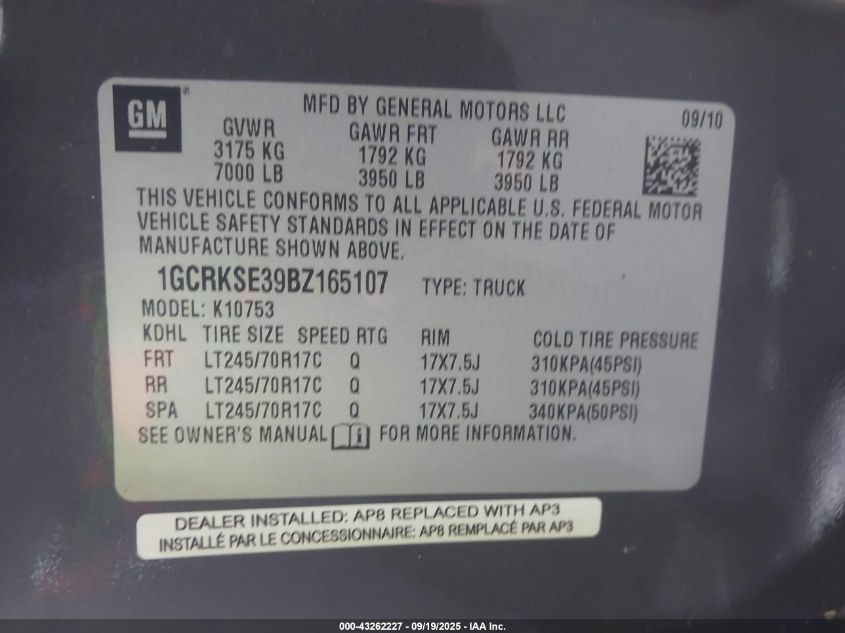 GM
MFD BY GENERAL MOTORS LLC 09/10
GVWR GAWR FRT GAWR RR
3175 KG 1792 KG 1792 KG
7000 LB 3950 LB 3950 LB
THIS VEHICLE CONFORMS TO ALL APPLICABLE U.S. FEDERAL MOTOR
VEHICLE SAFETY STANDARDS IN EFFECT ON THE DATE OF
MANUFACTURE SHOWN ABOVE.
1GCRKSE39BZ165107 TYPE: TRUCK
MODEL: K10753
KDHL TIRE SIZE SPEED RTG RIM COLD TIRE PRESSURE
FRT LT245/70R17C Q 17X7.5J 310KPA(45PSI)
RR LT245/70R17C Q 17X7.5J 310KPA(45PSI)
SPA LT245/70R17C Q 17X7.5J 340KPA(50PSI)
SEE OWNER'S MANUAL FOR MORE INFORMATION.
DEALER INSTALLED: AP8 REPLACED WITH AP3
INSTALLÉ PAR LE CONCESSIONNAIRE: AP8 REMPLACÉ PAR AP3
000-43262227 - 09/19/2025 - IAA Inc.